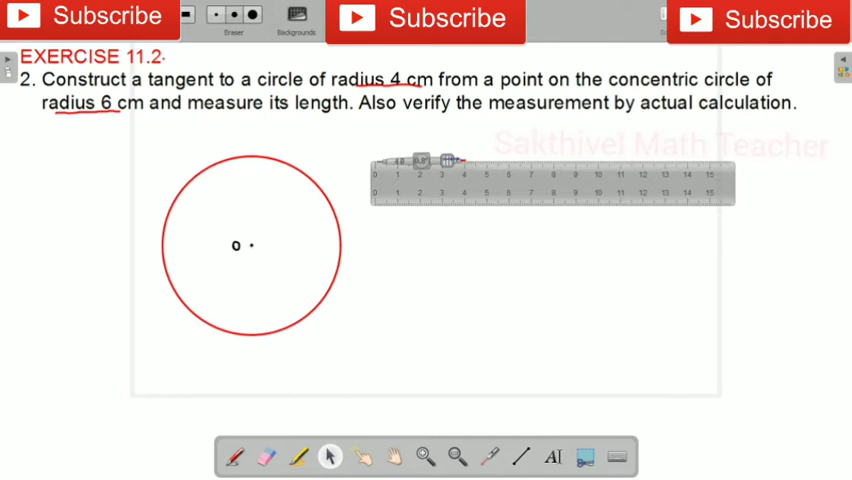 Subscribe
Subscribe
Subscribe
Eraser
Backgrounds
EXERCISE 11.2.
2. Construct a tangent to a circle of radius 4 cm from a point on the concentric circle of
radius 6 cm and measure its length. Also verify the measurement by actual calculation.
Sakthivel Math Teacher
0 1 2 3 4 5 6 7 8 9 10 11 12 13 14 15
0 1 2 3 4 5 6 7 8 9 10 11 12 13 14 15
O
A